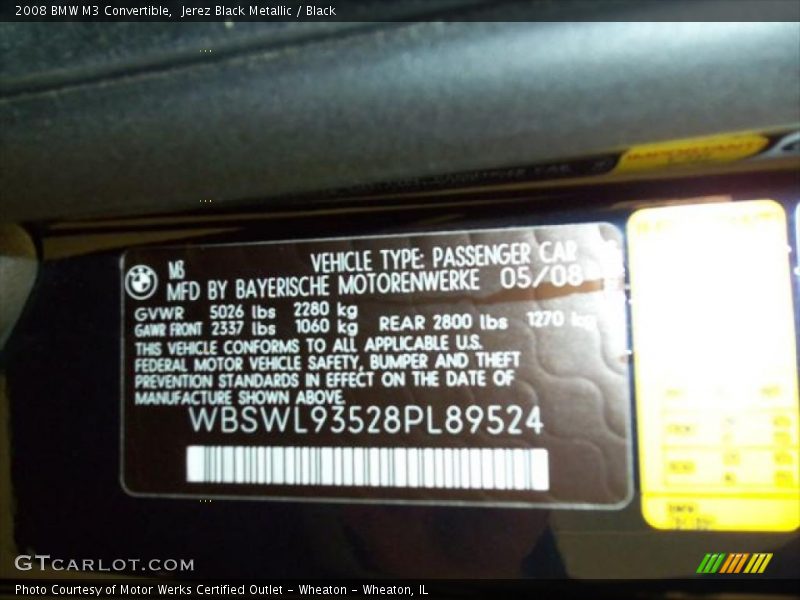 2008 BMW M3 Convertible,  Jerez Black Metallic / Black
IMPORTANT
M3
VEHICLE TYPE: PASSENGER CAR
MFD BY BAYERISCHE MOTORENWERKE 05/08
GVWR 5026 lbs 2280 kg
GAWR FRONT 2337 lbs 1060 kg REAR 2800 lbs 1270 kg
THIS VEHICLE CONFORMS TO ALL APPLICABLE U.S.
FEDERAL MOTOR VEHICLE SAFETY, BUMPER AND THEFT
PREVENTION STANDARDS IN EFFECT ON THE DATE OF
MANUFACTURE SHOWN ABOVE.
WBSWL93528PL89524
GTCARLOT.COM
Photo Courtesy of Motor Werks Certified Outlet - Wheaton - Wheaton, IL